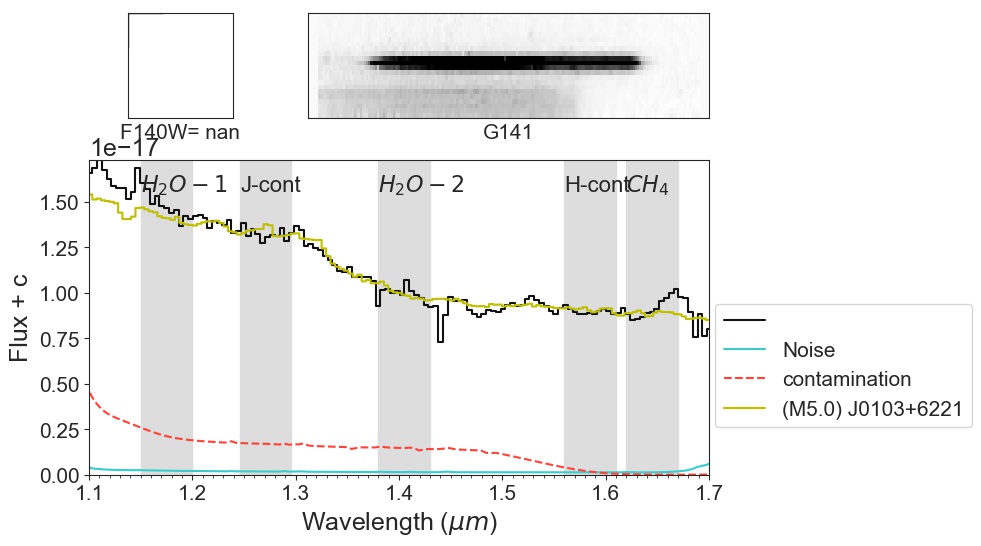 F140W= nan
G141
1e−17
H₂O − 1
J-cont
H₂O − 2
H-cont
CH₄
1.50
1.25
1.00
0.75
0.50
0.25
0.00
Flux + c
1.1
1.2
1.3
1.4
1.5
1.6
1.7
Wavelength (μm)
Noise
contamination
(M5.0) J0103+6221